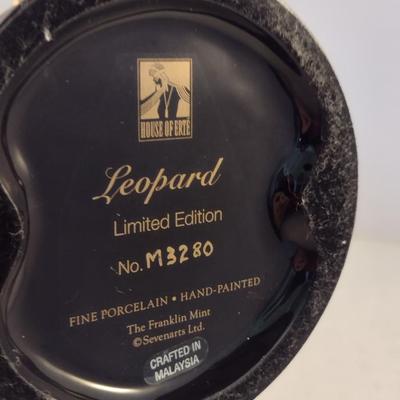 HOUSE OF ERTÉ
Leopard
Limited Edition
No. M3280
FINE PORCELAIN • HAND-PAINTED
The Franklin Mint
© Sevenarts Ltd.
CRAFTED IN
MALAYSIA